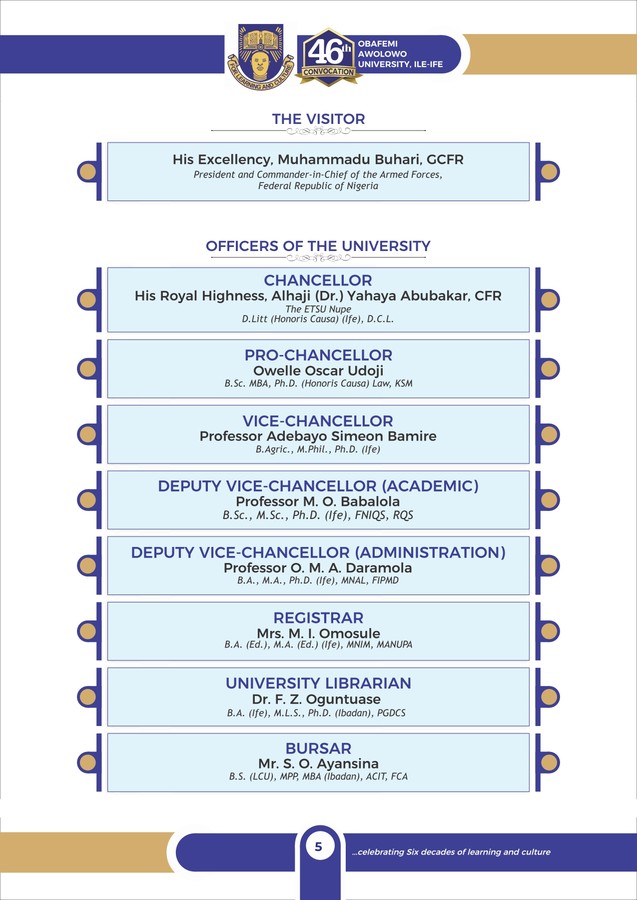 FOR LEARNING AND CULTURE
46th
CONVOCATION
OBAFEMI
AWOLOWO
UNIVERSITY, ILE-IFE
THE VISITOR
His Excellency, Muhammadu Buhari, GCFR
President and Commander-in-Chief of the Armed Forces,
Federal Republic of Nigeria
OFFICERS OF THE UNIVERSITY
CHANCELLOR
His Royal Highness, Alhaji (Dr.) Yahaya Abubakar, CFR
The ETSU Nupe
D.Litt (Honoris Causa) (Ife), D.C.L.
PRO-CHANCELLOR
Owelle Oscar Udoji
B.Sc. MBA, Ph.D. (Honoris Causa) Law, KSM
VICE-CHANCELLOR
Professor Adebayo Simeon Bamire
B.Agric., M.Phil., Ph.D. (Ife)
DEPUTY VICE-CHANCELLOR (ACADEMIC)
Professor M. O. Babalola
B.Sc., M.Sc., Ph.D. (Ife), FNIQS, RQS
DEPUTY VICE-CHANCELLOR (ADMINISTRATION)
Professor O. M. A. Daramola
B.A., M.A., Ph.D. (Ife), MNAL, FIPMD
REGISTRAR
Mrs. M. I. Omosule
B.A. (Ed.), M.A. (Ed.) (Ife), MNIM, MANUPA
UNIVERSITY LIBRARIAN
Dr. F. Z. Oguntuase
B.A. (Ife), M.L.S., Ph.D. (Ibadan), PGDCS
BURSAR
Mr. S. O. Ayansina
B.S. (LCU), MPP, MBA (Ibadan), ACIT, FCA
5
...celebrating Six decades of learning and culture